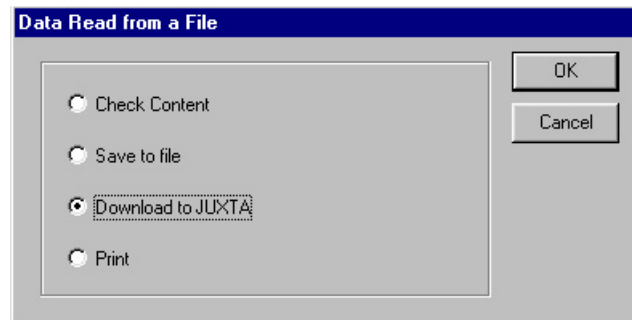 Data Read from a File
OK
Check Content
Cancel
Save to file
Download to JUXTA
Print